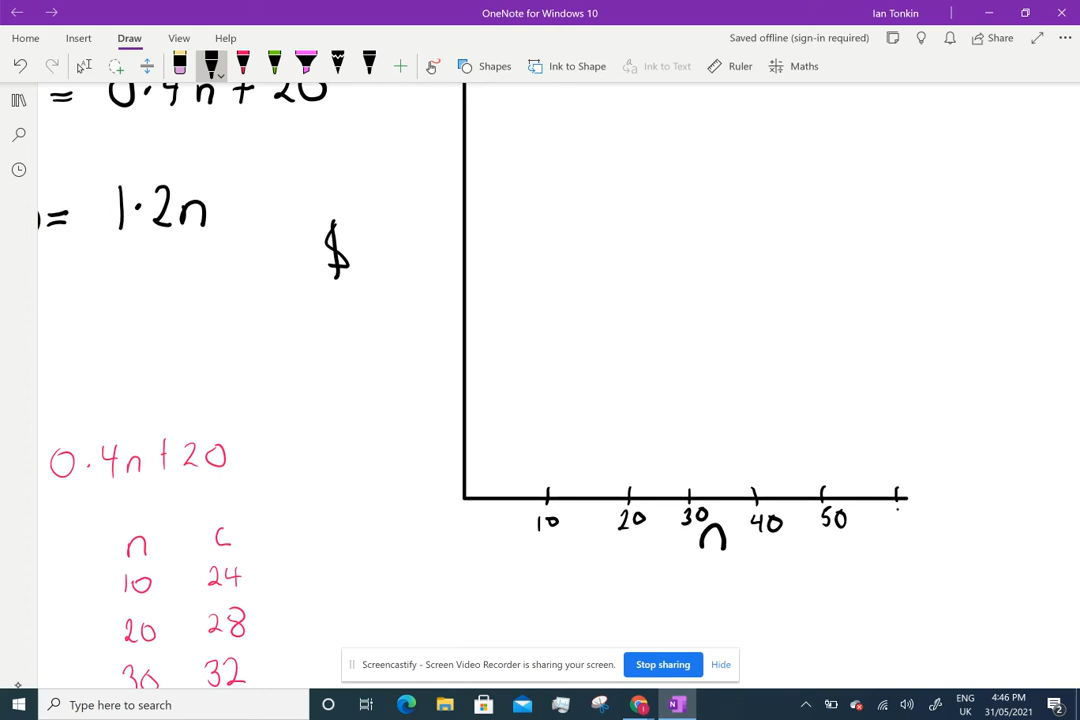 OneNote for Windows 10
Ian Tonkin
Home Insert Draw View Help
Saved offline (sign-in required)
Share
Shapes
Ink to Shape
Ink to Text
Ruler
Maths
= 0.4n + 20
= 1.2n
$
10 20 30 40 50
n
0.4n + 20
n C
10 24
20 28
30 32
Screencastify - Screen Video Recorder is sharing your screen.
Stop sharing
Hide
Type here to search
ENG
UK
4:46 PM
31/05/2021
2